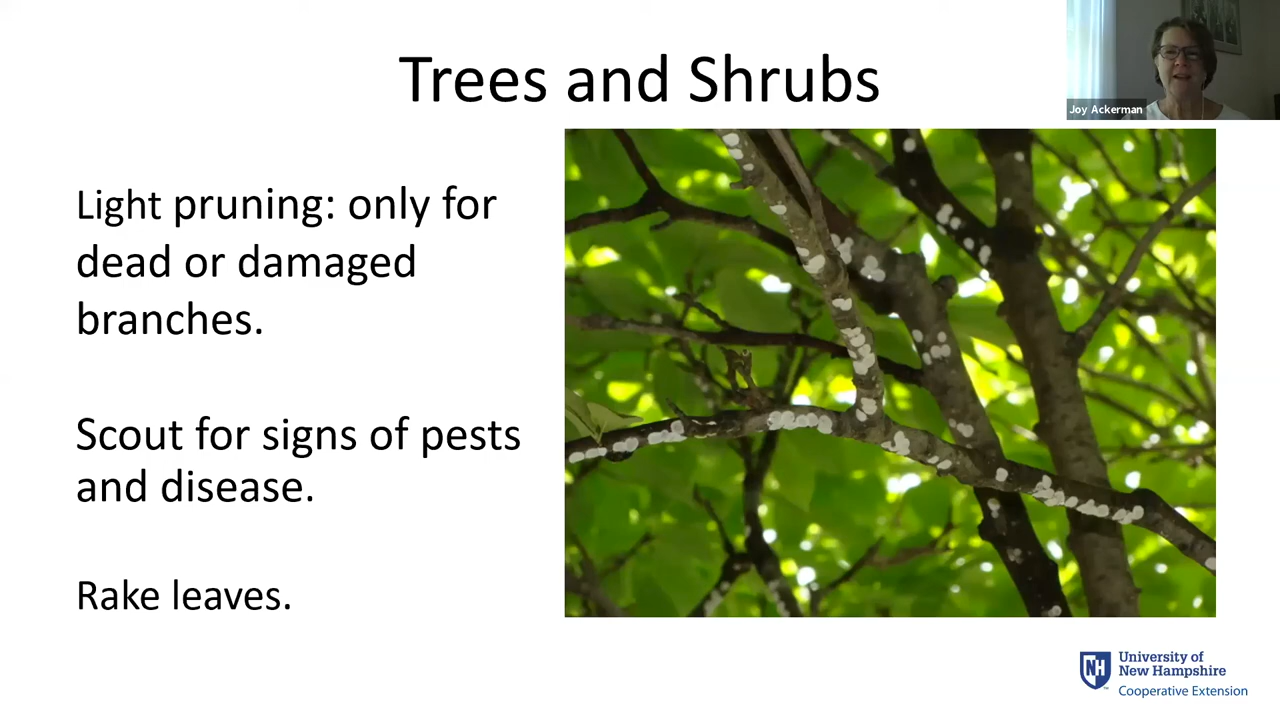 Trees and Shrubs
Joy Ackerman
Light pruning: only for
dead or damaged
branches.
Scout for signs of pests
and disease.
Rake leaves.
NH
University of
New Hampshire
Cooperative Extension